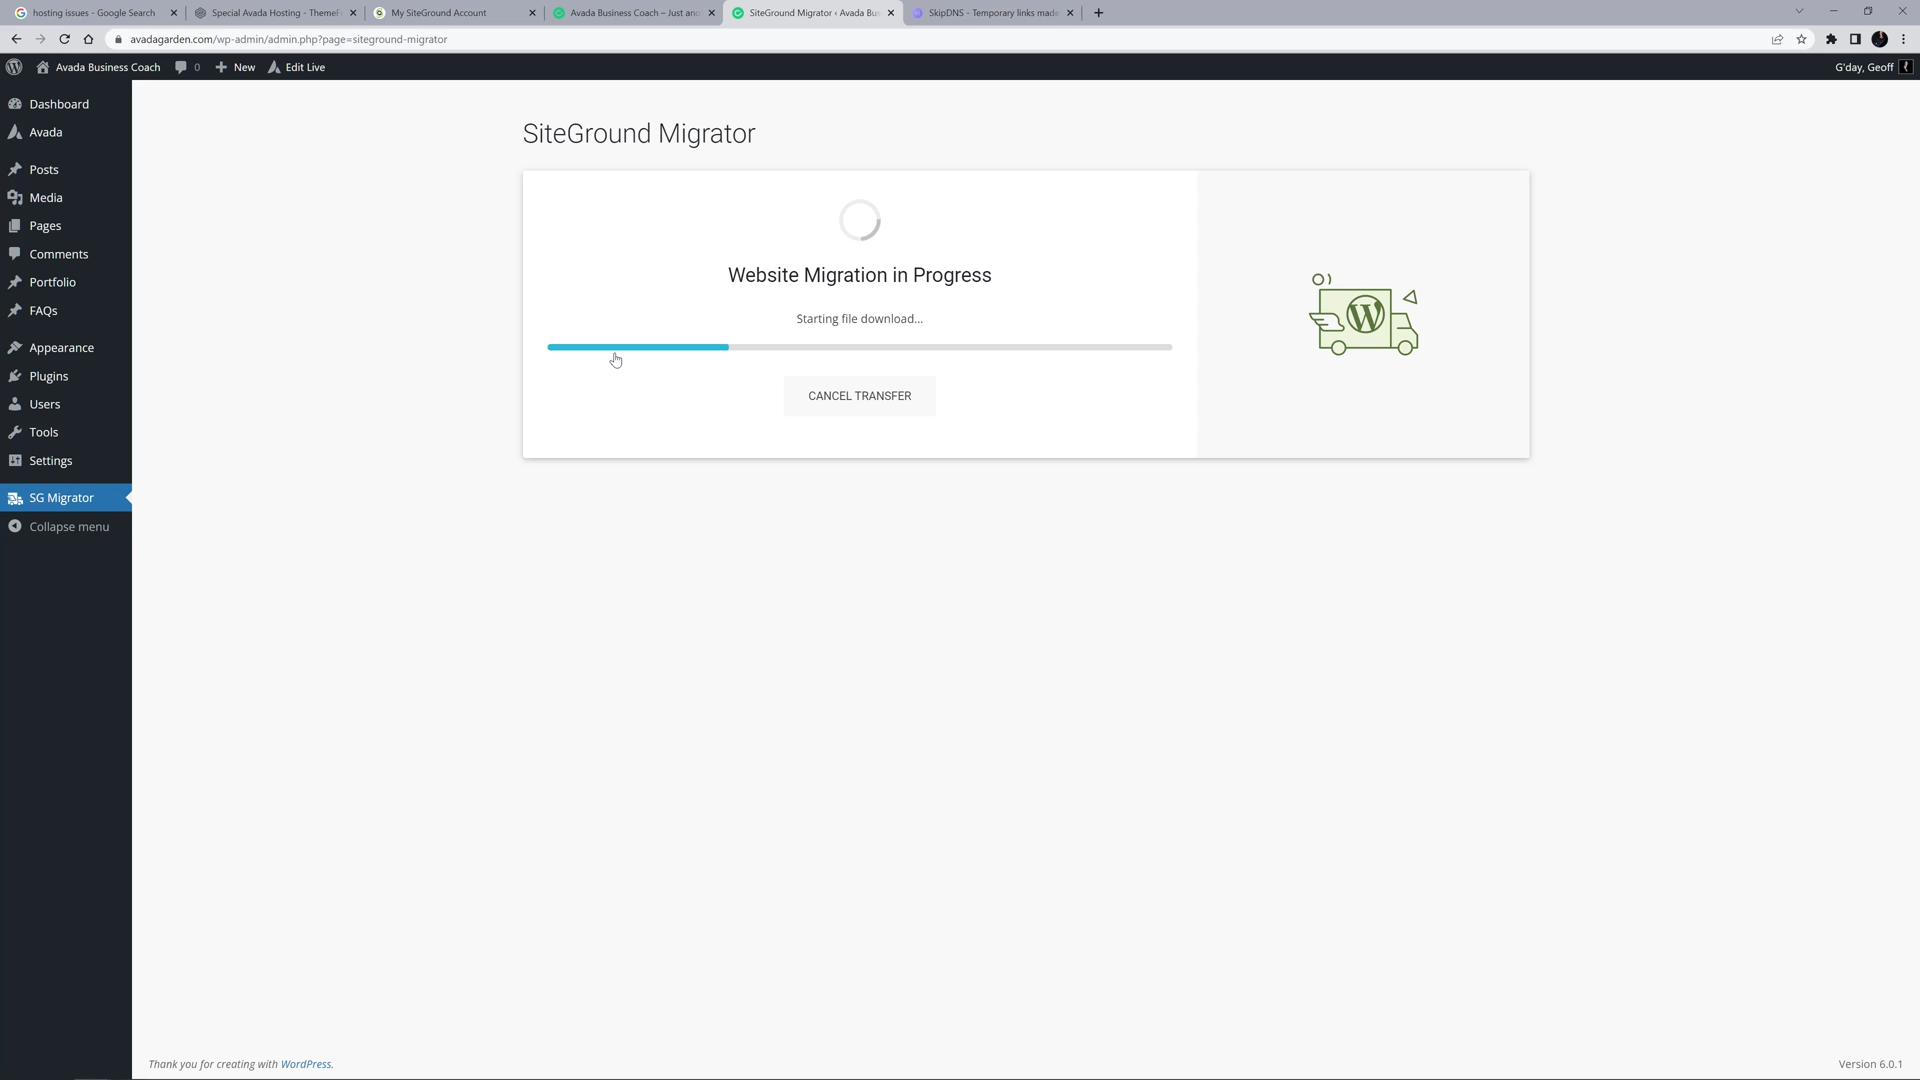 hosting issues - Google Search
Special Avada Hosting - ThemeF
My SiteGround Account
Avada Business Coach – Just ano
SiteGround Migrator ‹ Avada Bus
SkipDNS - Temporary links made
avadagarden.com/wp-admin/admin.php?page=siteground-migrator
Avada Business Coach
0
New
Edit Live
G'day, Geoff
Dashboard
Avada
Posts
Media
Pages
Comments
Portfolio
FAQs
Appearance
Plugins
Users
Tools
Settings
SG Migrator
Collapse menu
SiteGround Migrator
Website Migration in Progress
Starting file download...
CANCEL TRANSFER
Thank you for creating with WordPress.
Version 6.0.1